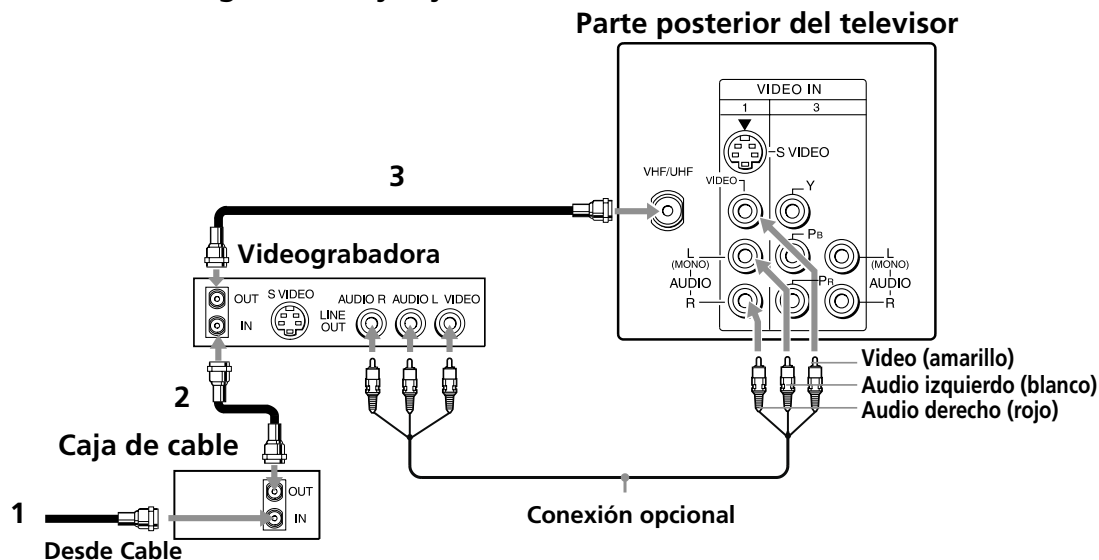 Parte posterior del televisor
VIDEO IN
1 3
S VIDEO
VHF/UHF
VIDEO
Y
PB
L
(MONO)
AUDIO
R
PR
L
(MONO)
AUDIO
R
3
Videograbadora
OUT
IN
S VIDEO
LINE
OUT
AUDIO R AUDIO L VIDEO
Video (amarillo)
Audio izquierdo (blanco)
Audio derecho (rojo)
2
Caja de cable
OUT
IN
1
Desde Cable
Conexión opcional